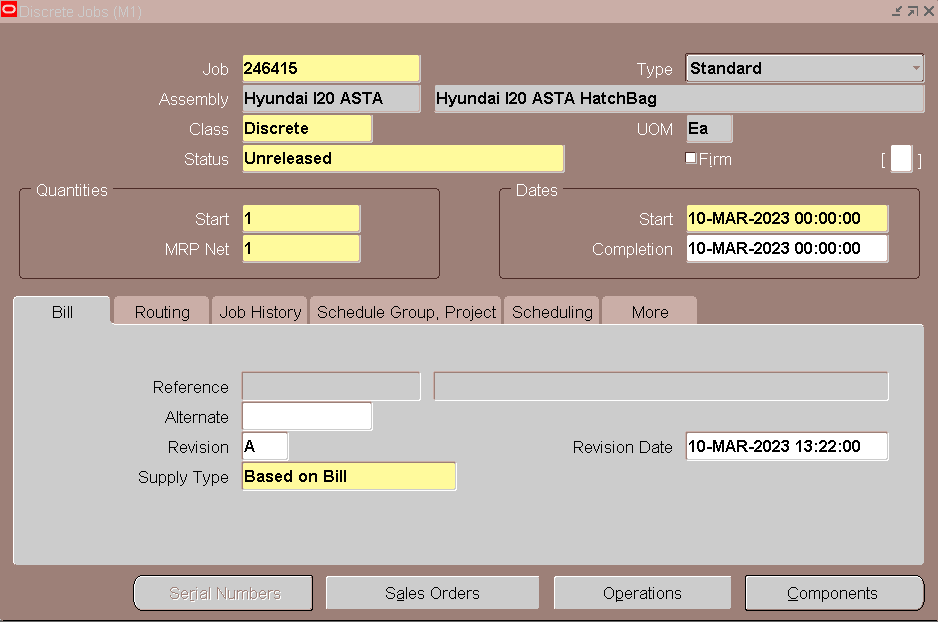 Discrete Jobs (M1)
Job 246415 Type Standard
Assembly Hyundai I20 ASTA Hyundai I20 ASTA HatchBag
Class Discrete UOM Ea
Status Unreleased Firm [ ]
Quantities Dates
Start 1 Start 10-MAR-2023 00:00:00
MRP Net 1 Completion 10-MAR-2023 00:00:00
Bill Routing Job History Schedule Group, Project Scheduling More
Reference
Alternate
Revision A Revision Date 10-MAR-2023 13:22:00
Supply Type Based on Bill
Serial Numbers Sales Orders Operations Components